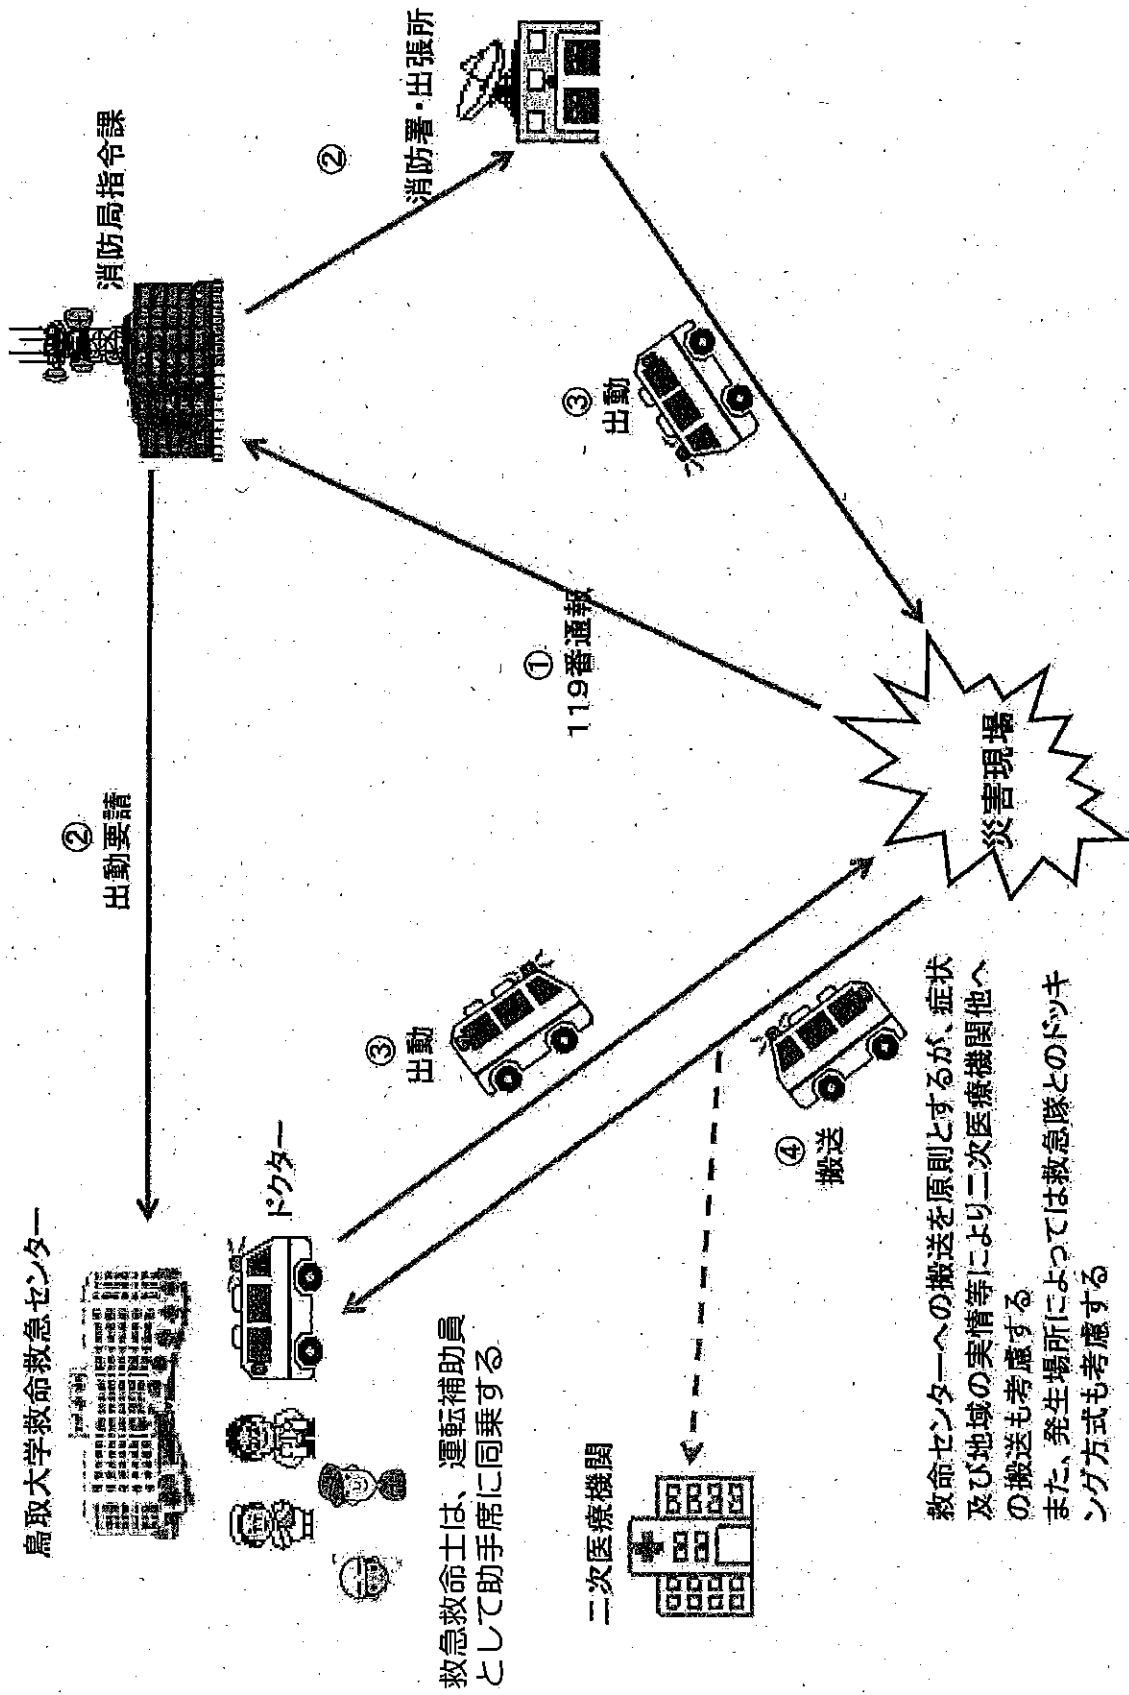 鳥取大学救命救急センター
②
出動要請
消防局指令課
②
消防署・出張所
ドクター
③
出動
①
119番通報
③
出動
救急救命士は、運転補助員
として助手席に同乗する
④
搬送
災害現場
二次医療機関
救命センターへの搬送を原則とするが、症状
及び地域の実情等により二次医療機関他へ
の搬送も考慮する
また、発生場所によっては救急隊とのドッキ
ング方式も考慮する